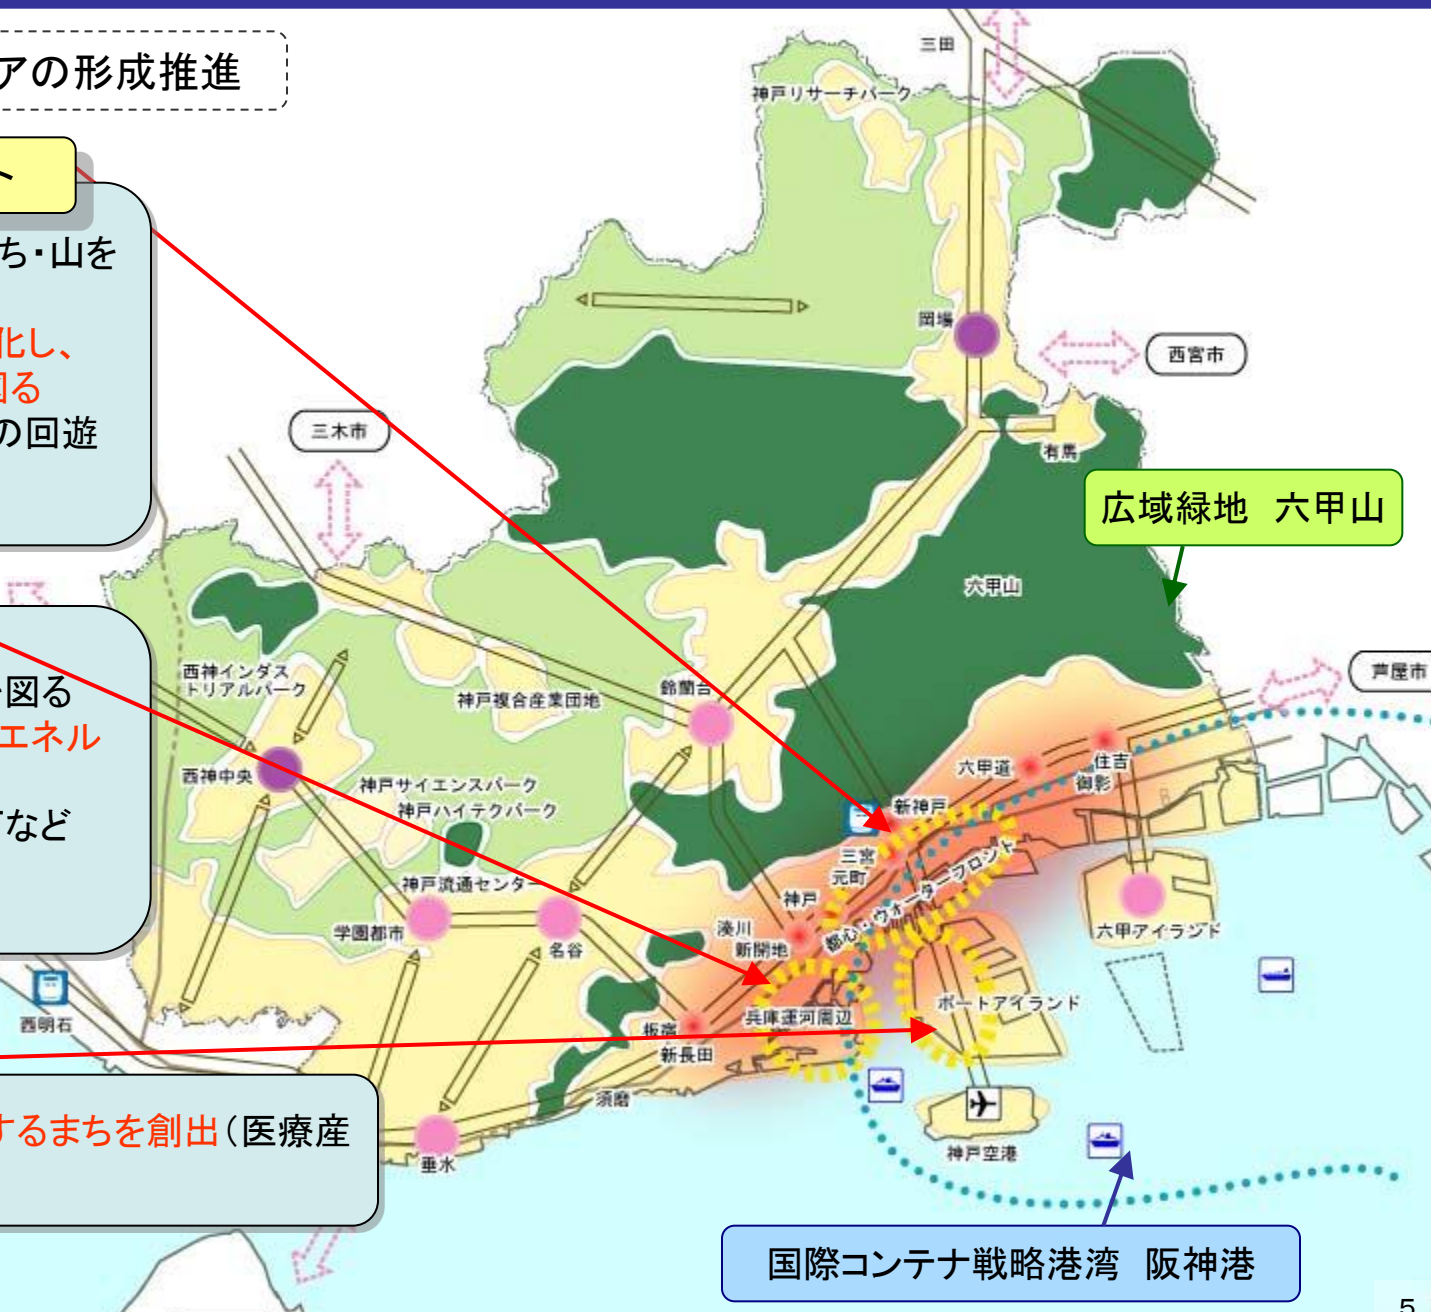 アの形成推進
ト
ち・山を
化し、
図る
の回遊
図る
エネル
など
するまちを創出(医療産
三田
神戸リサーチパーク
岡場
西宮市
三木市
有馬
広域緑地 六甲山
六甲山
芦屋市
西神インダス
トリアルパーク
神戸複合産業団地
鈴蘭台
西神中央
神戸サイエンスパーク
神戸ハイテクパーク
六甲道
住吉
御影
新神戸
三宮
元町
神戸
都心・ウォーターフロント
神戸流通センター
学園都市
名谷
湊川
新開地
六甲アイランド
西明石
板宿
新長田
兵庫運河周辺
ポートアイランド
須磨
垂水
神戸空港
国際コンテナ戦略港湾 阪神港
5